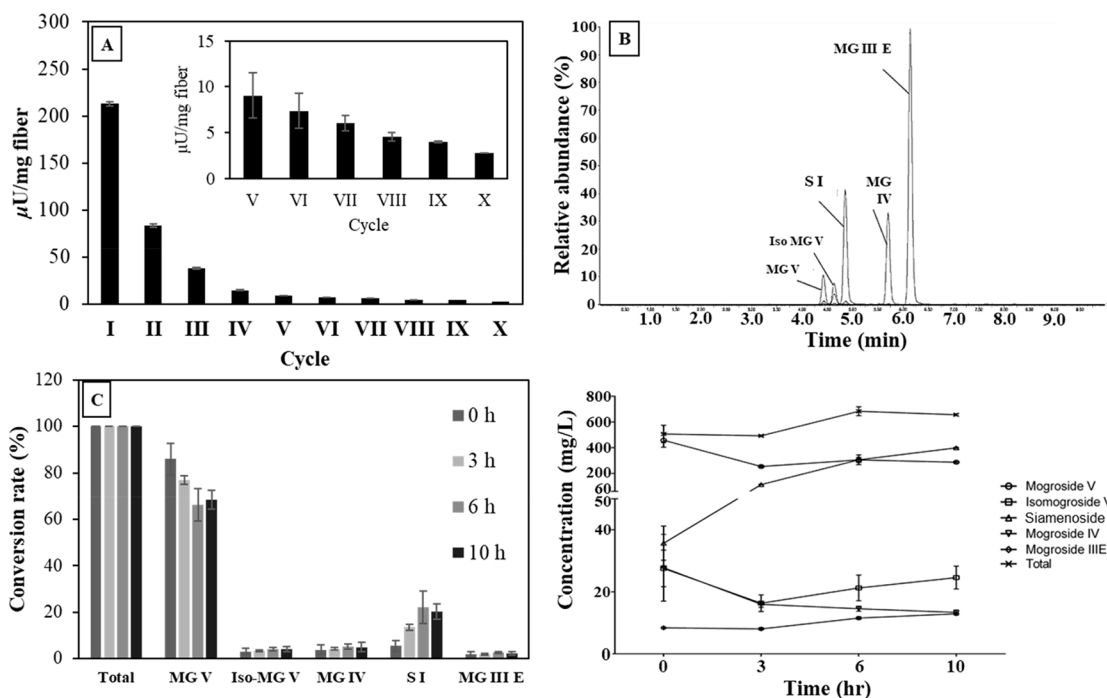 A
300
250
200
150
100
50
0
µU/mg fiber
I II III IV V VI VII VIII IX X
Cycle
15
10
5
0
µU/mg fiber
V VI VII VIII IX X
Cycle
B
100
90
80
70
60
50
40
30
20
10
0
Relative abundance (%)
MG III E
S I
MG
IV
Iso MG V
MG V
1.0 2.0 3.0 4.0 5.0 6.0 7.0 8.0 9.0
Time (min)
C
120
100
80
60
40
20
0
Conversion rate (%)
0 h
3 h
6 h
10 h
Total MG V Iso-MG V MG IV S I MG III E
800
600
400
200
60
50
40
20
0
Concentration (mg/L)
Mogroside V
Isomogroside V
Siamenoside
Mogroside IV
Mogroside IIIE
Total
0 3 6 10
Time (hr)